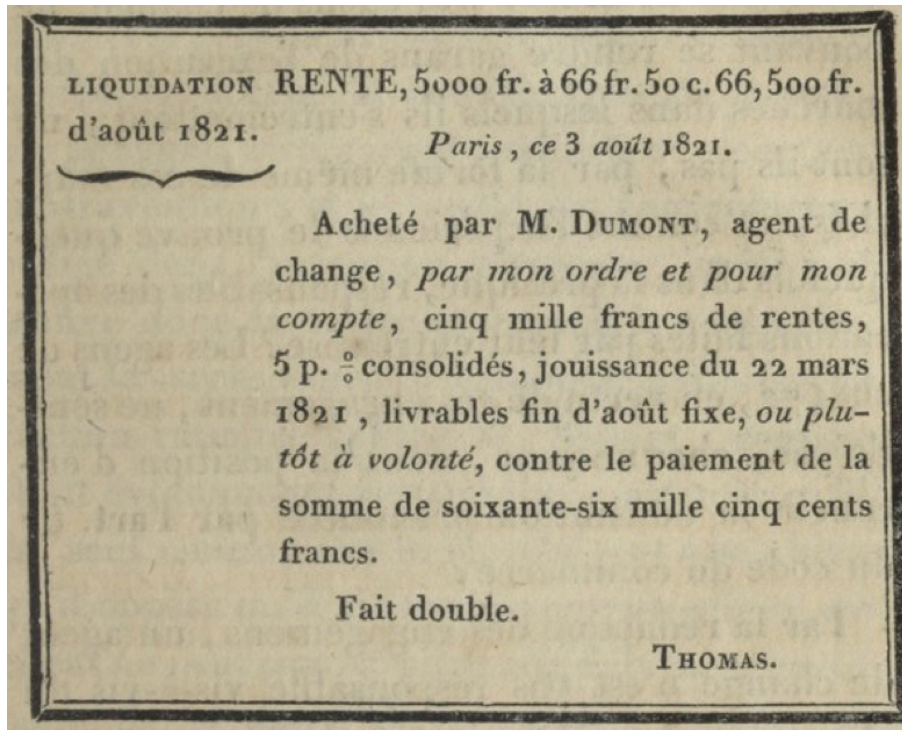 LIQUIDATION RENTE, 5000 fr. à 66 fr. 50 c. 66,500 fr.
d'août 1821.
Paris, ce 3 août 1821.
Acheté par M. DUMONT, agent de
change, par mon ordre et pour mon
compte, cinq mille francs de rentes,
5 p. % consolidés, jouissance du 22 mars
1821, livrables fin d'août fixe, ou plu-
tôt à volonté, contre le paiement de la
somme de soixante-six mille cinq cents
francs.
Fait double.
THOMAS.